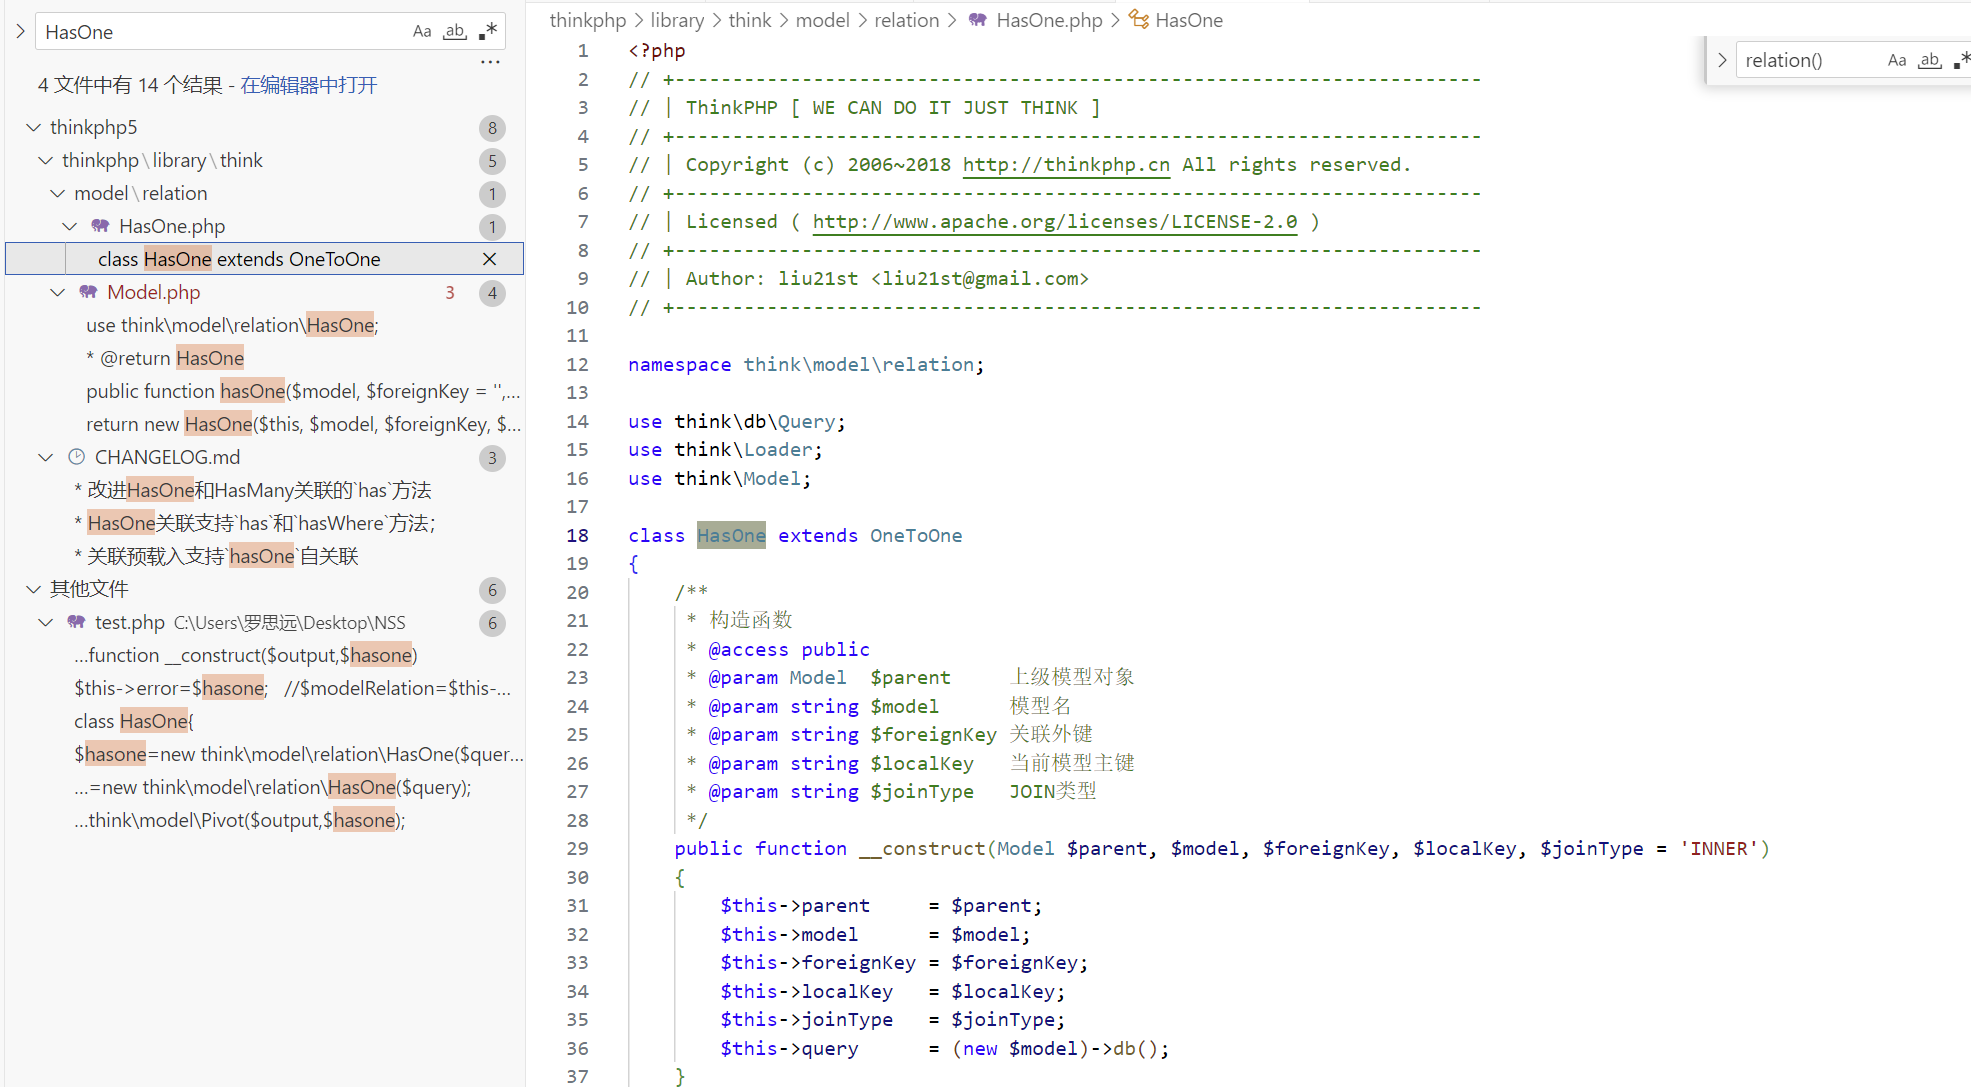 HasOne
Aa ab, .*
...
4 文件中有 14 个结果 - 在编辑器中打开
thinkphp5 8
thinkphp\library\think 5
model\relation 1
HasOne.php 1
class HasOne extends OneToOne
Model.php 3 4
use think\model\relation\HasOne;
* @return HasOne
public function hasOne($model, $foreignKey = '',...
return new HasOne($this, $model, $foreignKey, $...
CHANGELOG.md 3
* 改进HasOne和HasMany关联的`has`方法
* HasOne关联支持`has`和`hasWhere`方法;
* 关联预载入支持`hasOne`自关联
其他文件 6
test.php C:\Users\罗思远\Desktop\NSS 6
...function __construct($output,$hasone)
$this->error=$hasone; //$modelRelation=$this-...
class HasOne{
$hasone=new think\model\relation\HasOne($quer...
...=new think\model\relation\HasOne($query);
...think\model\Pivot($output,$hasone);
thinkphp > library > think > model > relation > HasOne.php > HasOne
relation() Aa ab, .*
1 <?php
2 // +----------------------------------------------------------------------
3 // | ThinkPHP [ WE CAN DO IT JUST THINK ]
4 // +----------------------------------------------------------------------
5 // | Copyright (c) 2006~2018 http://thinkphp.cn All rights reserved.
6 // +----------------------------------------------------------------------
7 // | Licensed ( http://www.apache.org/licenses/LICENSE-2.0 )
8 // +----------------------------------------------------------------------
9 // | Author: liu21st <liu21st@gmail.com>
10 // +----------------------------------------------------------------------
11
12 namespace think\model\relation;
13
14 use think\db\Query;
15 use think\Loader;
16 use think\Model;
17
18 class HasOne extends OneToOne
19 {
20 /**
21 * 构造函数
22 * @access public
23 * @param Model $parent 上级模型对象
24 * @param string $model 模型名
25 * @param string $foreignKey 关联外键
26 * @param string $localKey 当前模型主键
27 * @param string $joinType JOIN类型
28 */
29 public function __construct(Model $parent, $model, $foreignKey, $localKey, $joinType = 'INNER')
30 {
31 $this->parent = $parent;
32 $this->model = $model;
33 $this->foreignKey = $foreignKey;
34 $this->localKey = $localKey;
35 $this->joinType = $joinType;
36 $this->query = (new $model)->db();
37 }